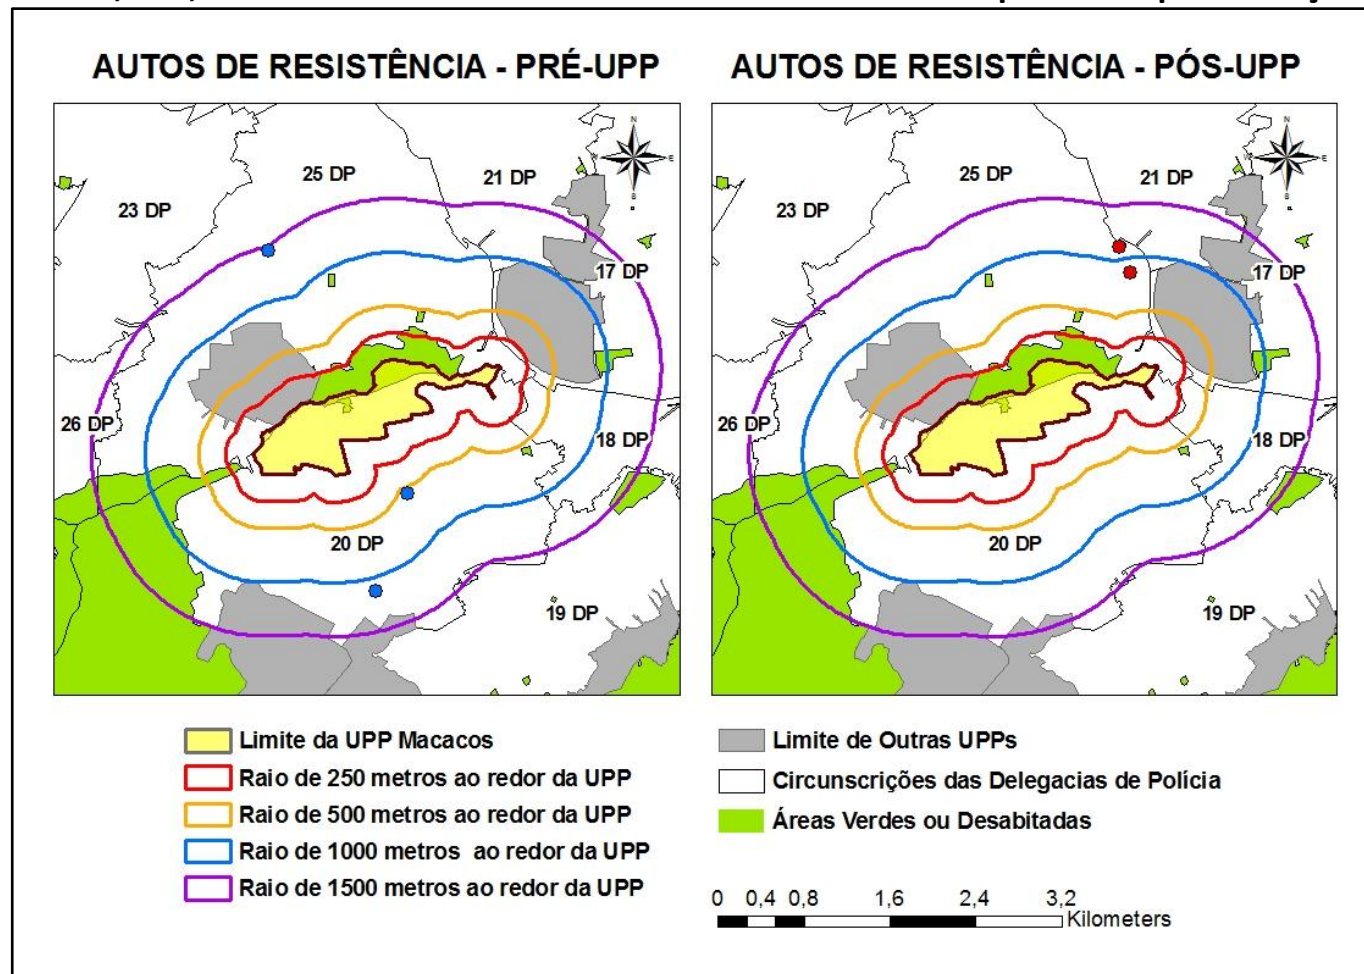 AUTOS DE RESISTÊNCIA - PRÉ-UPP
AUTOS DE RESISTÊNCIA - PÓS-UPP
N
W E
S
25 DP
21 DP
23 DP
17 DP
26 DP
18 DP
20 DP
19 DP
N
W E
S
25 DP
21 DP
23 DP
17 DP
26 DP
18 DP
20 DP
19 DP
Limite da UPP Macacos
Raio de 250 metros ao redor da UPP
Raio de 500 metros ao redor da UPP
Raio de 1000 metros ao redor da UPP
Raio de 1500 metros ao redor da UPP
Limite de Outras UPPs
Circunscrições das Delegacias de Polícia
Áreas Verdes ou Desabitadas
0 0,4 0,8 1,6 2,4 3,2
Kilometers